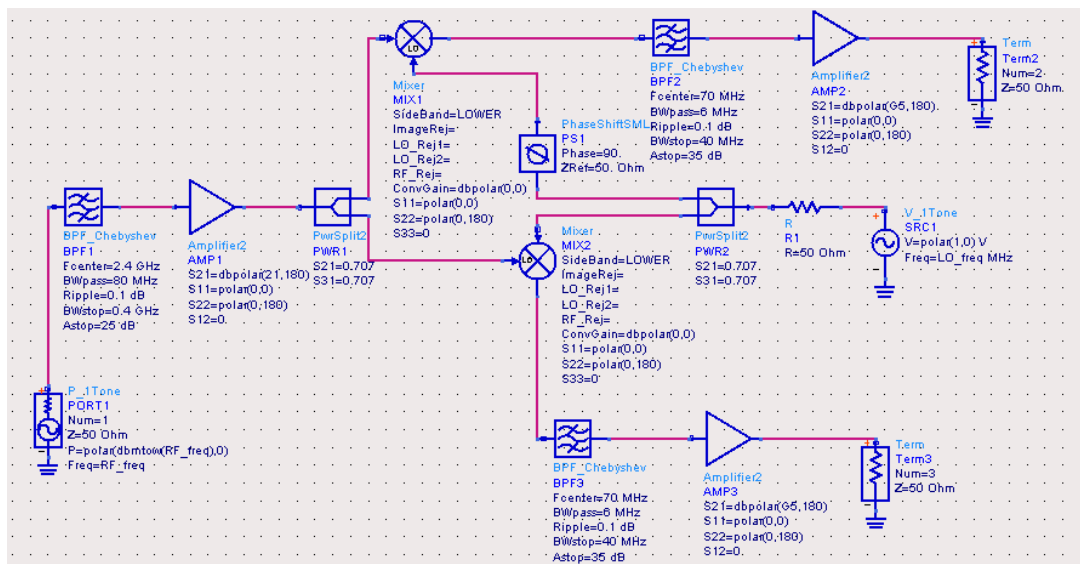 LO
Mixer
MIX1
SideBand=LOWER
ImageRej=
LO_Rej1=
LO_Rej2=
RF_Rej=
ConvGain=dbpolar(0,0)
S11=polar(0,0)
S22=polar(0,180)
S33=0
PhaseShiftSML
PS1
Phase=90.
ZRef=50. Ohm
BPF_Chebyshev
BPF2
Fcenter=70 MHz
BWpass=6 MHz
Ripple=0.1 dB
BWstop=40 MHz
Astop=35 dB
Amplifier2
AMP2
S21=dbpolar(G5,180)
S11=polar(0,0)
S22=polar(0,180)
S12=0
Term
Term2
Num=2
Z=50 Ohm
BPF_Chebyshev
BPF1
Fcenter=2.4 GHz
BWpass=80 MHz
Ripple=0.1 dB
BWstop=0.4 GHz
Astop=25 dB
Amplifier2
AMP1
S21=dbpolar(21,180)
S11=polar(0,0)
S22=polar(0,180)
S12=0
PwrSplit2
PWR1
S21=0.707
S31=0.707
LO
Mixer
MIX2
SideBand=LOWER
ImageRej=
LO_Rej1=
LO_Rej2=
RF_Rej=
ConvGain=dbpolar(0,0)
S11=polar(0,0)
S22=polar(0,180)
S33=0
PwrSplit2
PWR2
S21=0.707
S31=0.707
R
R1
R=50 Ohm
V_1Tone
SRC1
V=polar(1,0) V
Freq=LO_freq MHz
P_1Tone
PORT1
Num=1
Z=50 Ohm
P=polar(dbmtow(RF_freq),0)
Freq=RF_freq
BPF_Chebyshev
BPF3
Fcenter=70 MHz
BWpass=6 MHz
Ripple=0.1 dB
BWstop=40 MHz
Astop=35 dB
Amplifier2
AMP3
S21=dbpolar(G5,180)
S11=polar(0,0)
S22=polar(0,180)
S12=0
Term
Term3
Num=3
Z=50 Ohm